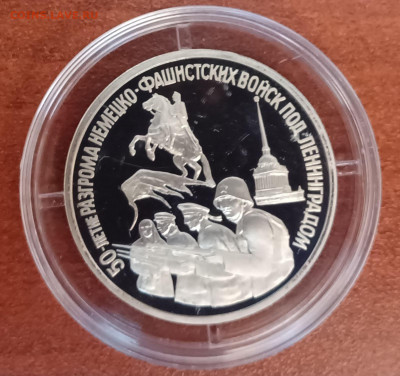 50-ЛЕТИЕ РАЗГРОМА НЕМЕЦКО-ФАШИСТСКИХ ВОЙСК ПОД ЛЕНИНГРАДОМ